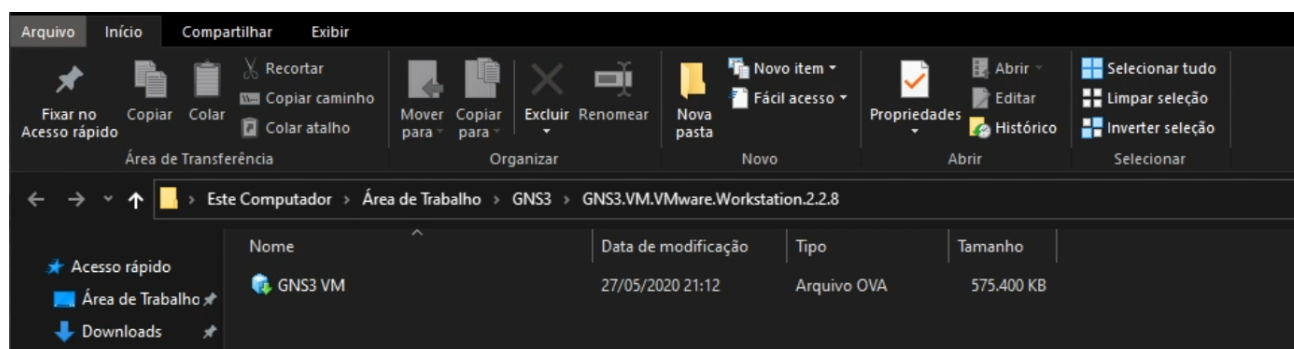 Arquivo Início Compartilhar Exibir
Fixar no Acesso rápido
Copiar
Colar
Recortar
Copiar caminho
Colar atalho
Área de Transferência
Mover para
Copiar para
Excluir
Renomear
Organizar
Nova pasta
Novo item
Fácil acesso
Novo
Propriedades
Abrir
Editar
Histórico
Abrir
Selecionar tudo
Limpar seleção
Inverter seleção
Selecionar
Este Computador > Área de Trabalho > GNS3 > GNS3.VM.VMware.Workstation.2.2.8
Acesso rápido
Área de Trabalho
Downloads
Nome Data de modificação Tipo Tamanho
GNS3 VM 27/05/2020 21:12 Arquivo OVA 575.400 KB